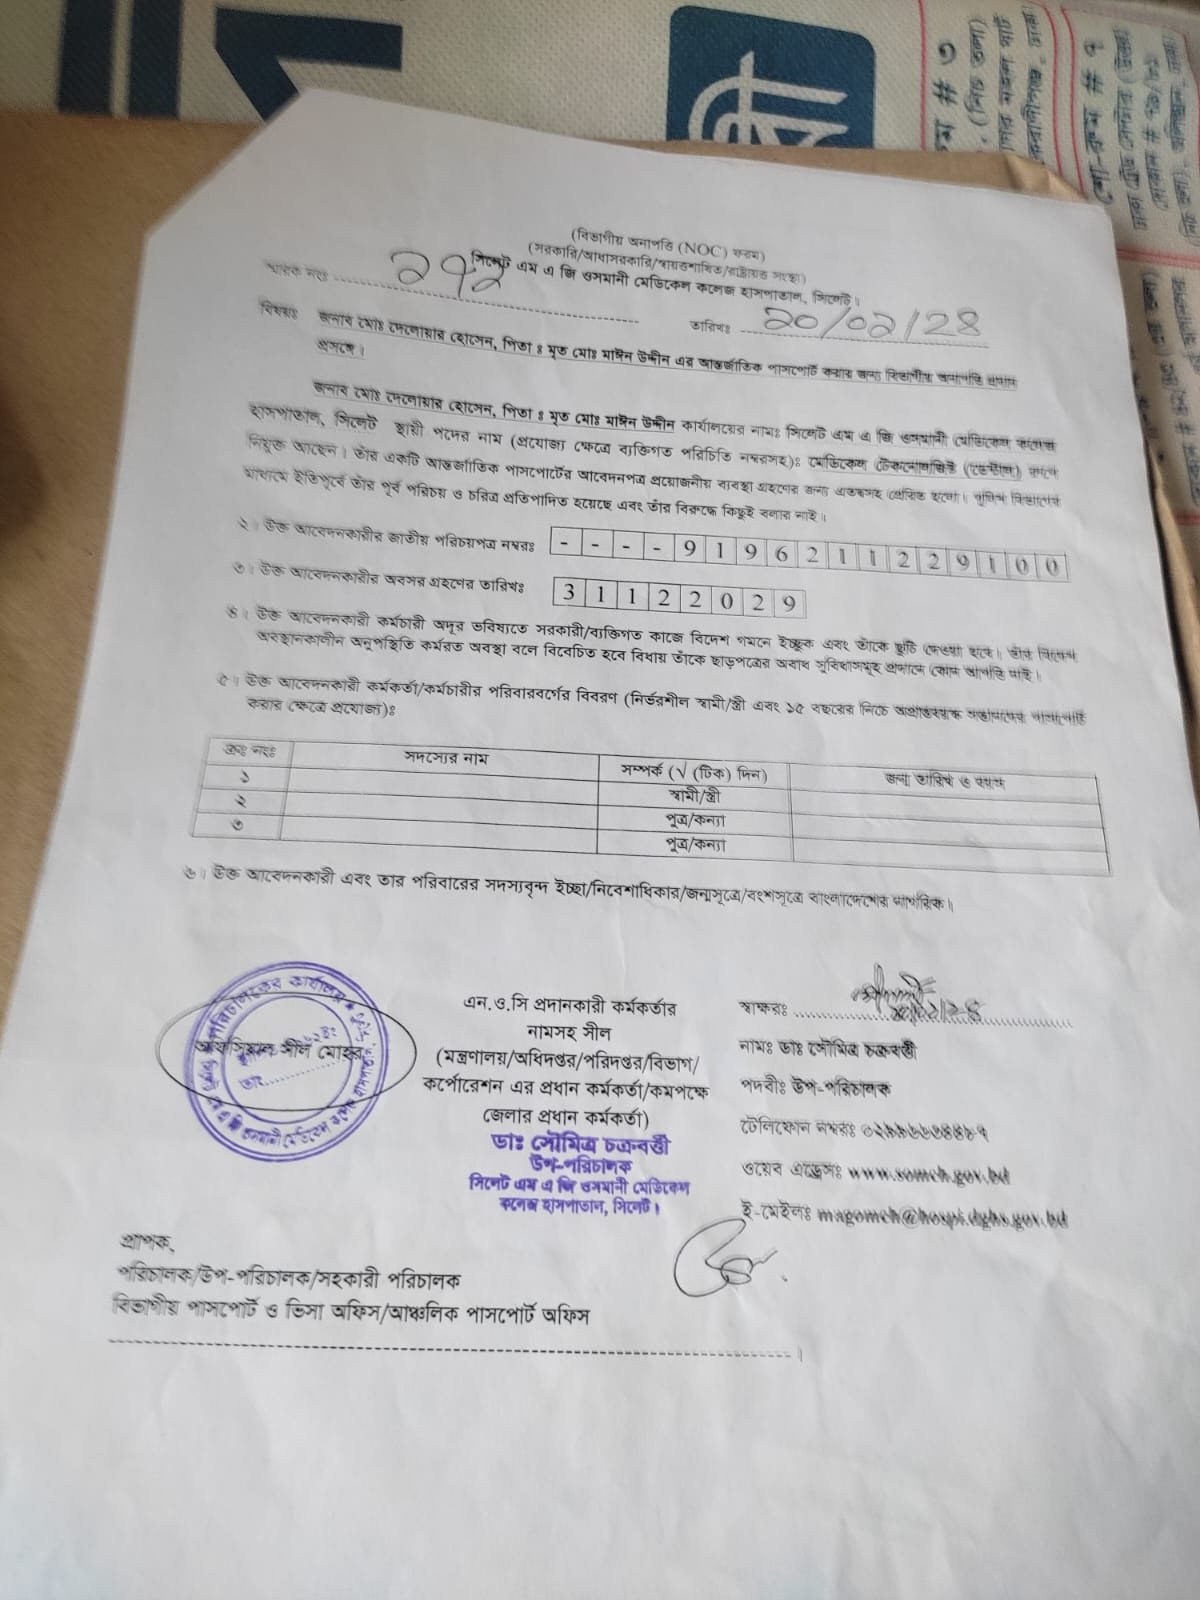 (বিভাগীয় অনাপত্তি (NOC) ফরম)
(সরকারি/আধাসরকারি/স্বায়ত্তশাসিত/রাষ্ট্রায়ত্ত সংস্থা)
সিলেট এম এ জি ওসমানী মেডিকেল কলেজ হাসপাতাল, সিলেট।
স্মারক নংঃ ২৭২
তারিখঃ ২০/০২/২৪
বিষয়ঃ জনাব মোঃ দেলোয়ার হোসেন, পিতা ঃ মৃত মোঃ মাঈন উদ্দীন এর আন্তর্জাতিক পাসপোর্ট করার জন্য বিভাগীয় অনাপত্তি প্রদান
প্রসঙ্গে।
জনাব মোঃ দেলোয়ার হোসেন, পিতা ঃ মৃত মোঃ মাঈন উদ্দীন কার্যালয়ের নামঃ সিলেট এম এ জি ওসমানী মেডিকেল কলেজ
হাসপাতাল, সিলেট স্থায়ী পদের নাম (প্রযোজ্য ক্ষেত্রে ব্যক্তিগত পরিচিতি নম্বরসহ)ঃ মেডিকেল টেকনোলজিষ্ট (ডেন্টাল) পদে
নিযুক্ত আছেন। তাঁর একটি আন্তর্জাতিক পাসপোর্টের আবেদনপত্র প্রয়োজনীয় ব্যবস্থা গ্রহণের জন্য এতদসহ প্রেরিত হলো। পুলিশ বিভাগের
মাধ্যমে ইতিপূর্বে তাঁর পূর্ব পরিচয় ও চরিত্র প্রতিপাদিত হয়েছে এবং তাঁর বিরুদ্ধে কিছুই বলার নাই।
২। উক্ত আবেদনকারীর জাতীয় পরিচয়পত্র নম্বরঃ - - - - 9 1 9 6 2 1 1 2 2 9 1 0 0
৩। উক্ত আবেদনকারীর অবসর গ্রহণের তারিখঃ 3 1 1 2 2 0 2 9
৪। উক্ত আবেদনকারী কর্মচারী অদূর ভবিষ্যতে সরকারী/ব্যক্তিগত কাজে বিদেশ গমনে ইচ্ছুক এবং তাঁকে ছুটি দেওয়া হবে। তাঁর বিদেশ
অবস্থানকালীন অনুপস্থিতি কর্মরত অবস্থা বলে বিবেচিত হবে বিধায় তাঁকে ছাড়পত্রের অবাধ সুবিধাসমূহ প্রদানে কোন আপত্তি নাই।
৫। উক্ত আবেদনকারী কর্মকর্তা/কর্মচারীর পরিবারবর্গের বিবরণ (নির্ভরশীল স্বামী/স্ত্রী এবং ১৫ বছরের নিচে অপ্রাপ্তবয়স্ক সন্তানদের পাসপোর্ট
করার ক্ষেত্রে প্রযোজ্য)ঃ
ক্রঃ নংঃ সদস্যের নাম সম্পর্ক (√ (টিক) দিন) জন্ম তারিখ ও বয়স
১ স্বামী/স্ত্রী
২ পুত্র/কন্যা
৩ পুত্র/কন্যা
৬। উক্ত আবেদনকারী এবং তার পরিবারের সদস্যবৃন্দ ইচ্ছা/নিবেশাধিকার/জন্মসূত্রে/বংশসূত্রে বাংলাদেশের নাগরিক।
অফিসিয়াল সীল মোহর
এন.ও.সি প্রদানকারী কর্মকর্তার
নামসহ সীল
(মন্ত্রণালয়/অধিদপ্তর/পরিদপ্তর/বিভাগ/
কর্পোরেশন এর প্রধান কর্মকর্তা/কমপক্ষে
জেলার প্রধান কর্মকর্তা)
ডাঃ সৌমিত্র চক্রবর্ত্তী
উপ-পরিচালক
সিলেট এম এ জি ওসমানী মেডিকেল
কলেজ হাসপাতাল, সিলেট।
স্বাক্ষরঃ
নামঃ ডাঃ সৌমিত্র চক্রবর্ত্তী
পদবীঃ উপ-পরিচালক
টেলিফোন নম্বরঃ
ওয়েব এড্রেসঃ www.somch.gov.bd
ই-মেইলঃ magomch@hospi.dghs.gov.bd
প্রাপক,
পরিচালক/উপ-পরিচালক/সহকারী পরিচালক
বিভাগীয় পাসপোর্ট ও ভিসা অফিস/আঞ্চলিক পাসপোর্ট অফিস